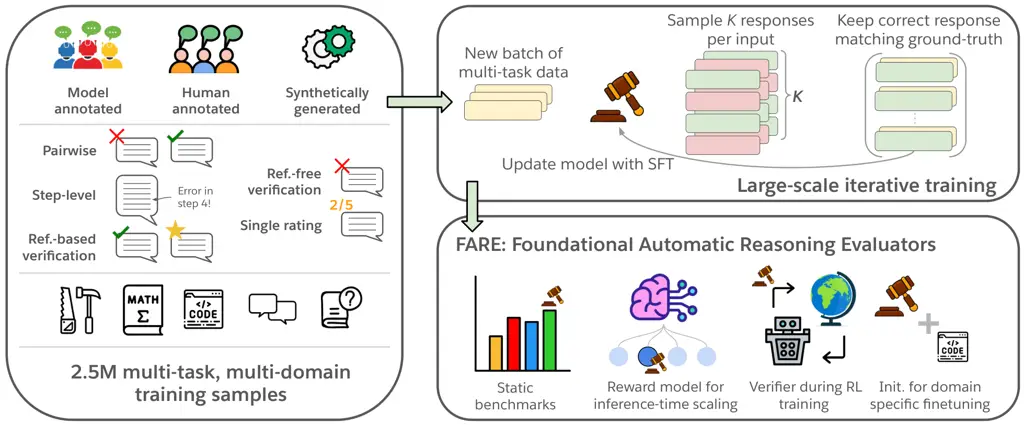 Model
annotated
Human
annotated
Synthetically
generated
Pairwise
Step-level
Error in
step 4!
Ref.-based
verification
Ref.-free
verification
2/5
Single rating
MATH
Σ
</>
CODE
?
2.5M multi-task, multi-domain
training samples
New batch of
multi-task data
Sample K responses
per input
K
Keep correct response
matching ground-truth
Update model with SFT
Large-scale iterative training
FARE: Foundational Automatic Reasoning Evaluators
Static
benchmarks
Reward model for
inference-time scaling
Verifier during RL
training
</>
CODE
Init. for domain
specific finetuning